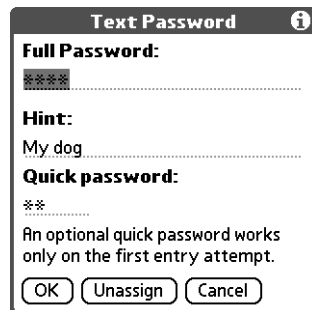 Text Password
Full Password:
****
Hint:
My dog
Quick password:
**
An optional quick password works
only on the first entry attempt.
OK Unassign Cancel